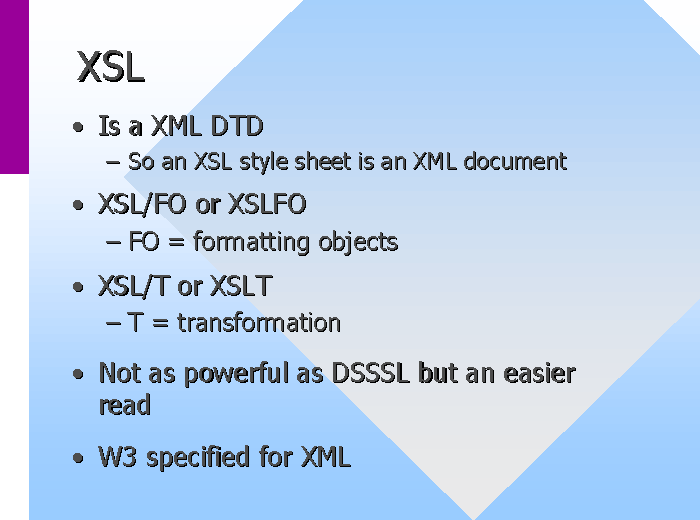 XSL
• Is a XML DTD
– So an XSL style sheet is an XML document
• XSL/FO or XSLFO
– FO = formatting objects
• XSL/T or XSLT
– T = transformation
• Not as powerful as DSSSL but an easier
read
• W3 specified for XML